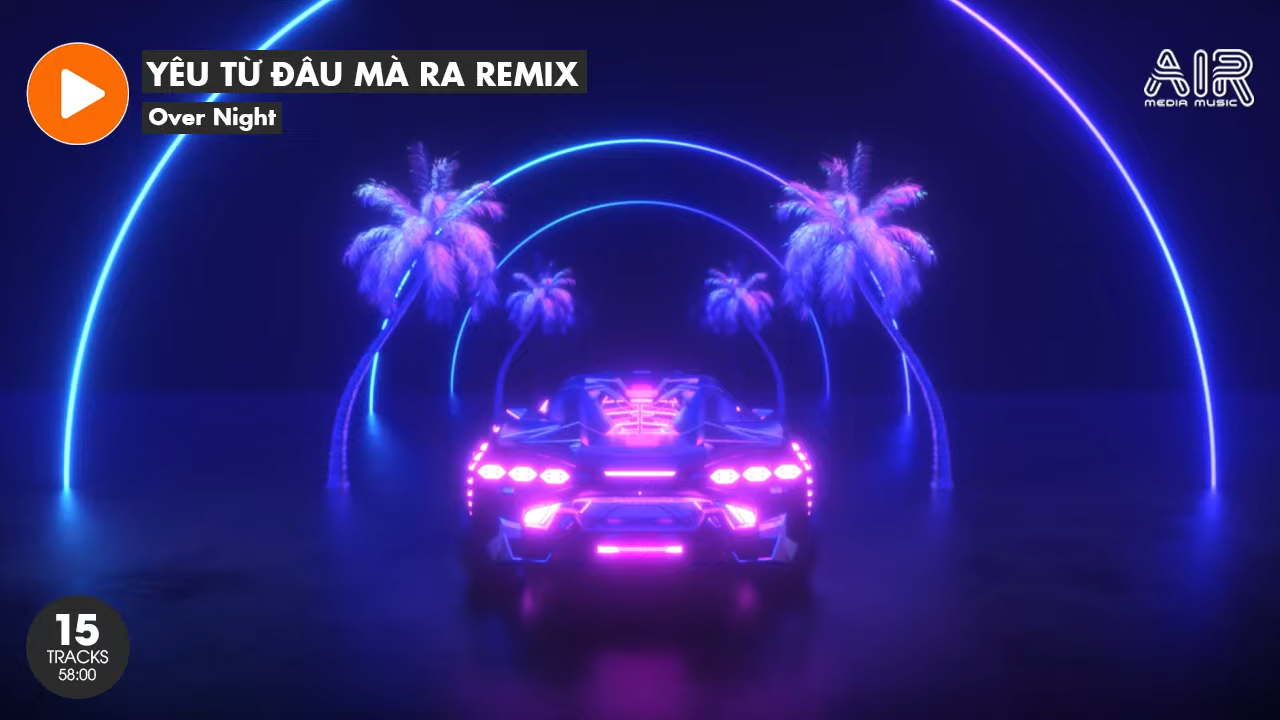 YÊU TỪ ĐÂU MÀ RA REMIX
Over Night
AIR
MEDIA MUSIC
15
TRACKS
58:00